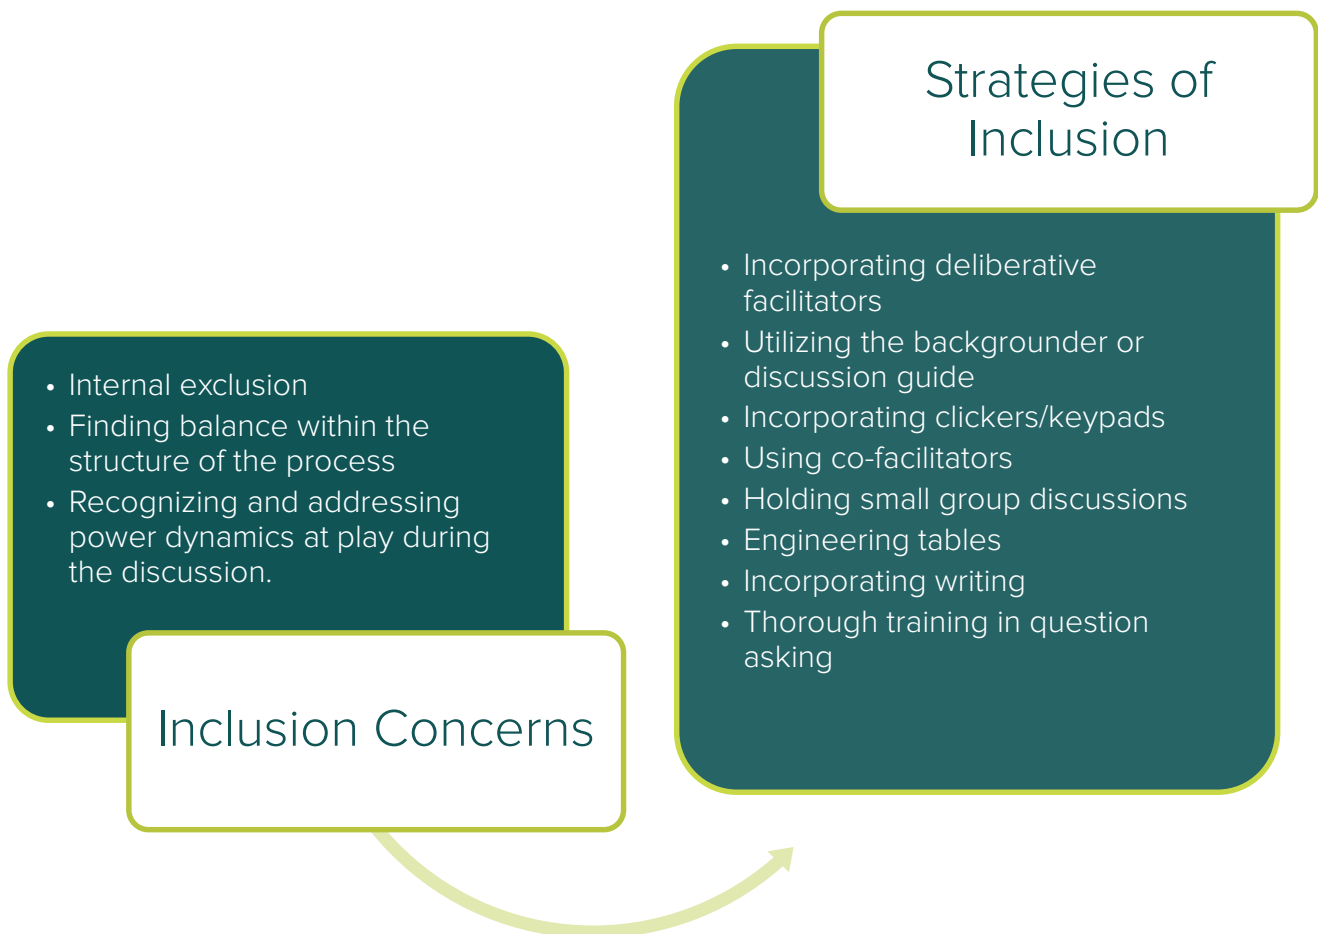 Inclusion Concerns
• Internal exclusion
• Finding balance within the
structure of the process
• Recognizing and addressing
power dynamics at play during
the discussion.
Strategies of
Inclusion
• Incorporating deliberative
facilitators
• Utilizing the backgrounder or
discussion guide
• Incorporating clickers/keypads
• Using co-facilitators
• Holding small group discussions
• Engineering tables
• Incorporating writing
• Thorough training in question
asking